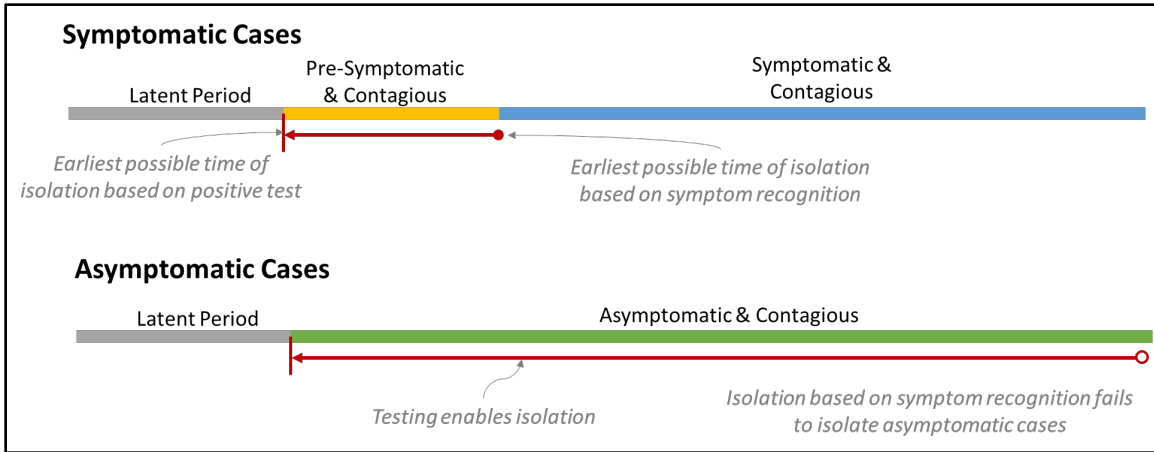 Symptomatic Cases
Pre-Symptomatic
& Contagious
Symptomatic &
Contagious
Latent Period
Earliest possible time of
isolation based on positive test
Earliest possible time of isolation
based on symptom recognition
Asymptomatic Cases
Latent Period
Asymptomatic & Contagious
Testing enables isolation
Isolation based on symptom recognition fails
to isolate asymptomatic cases